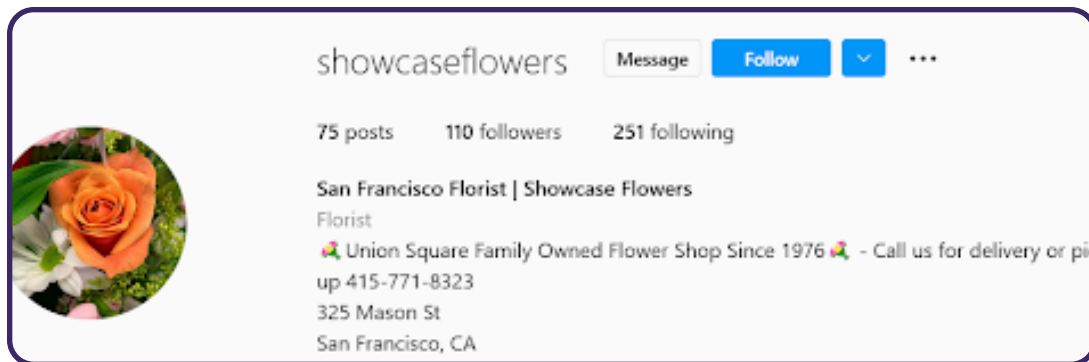 showcaseflowers Message Follow
75 posts 110 followers 251 following
San Francisco Florist | Showcase Flowers
Florist
Union Square Family Owned Flower Shop Since 1976 - Call us for delivery or pi
up 415-771-8323
325 Mason St
San Francisco, CA